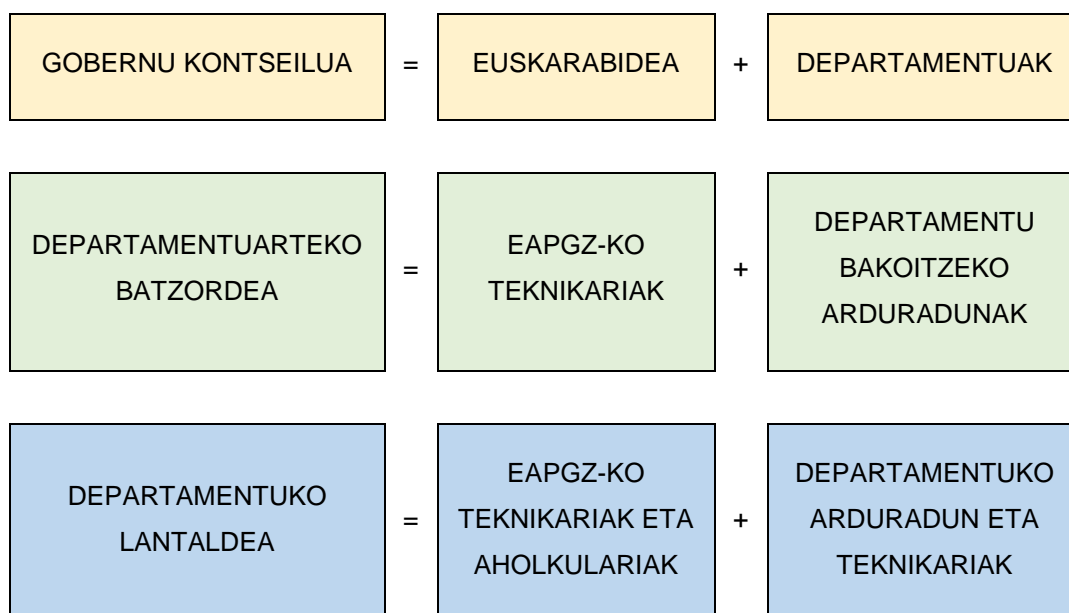 GOBERNU KONTSEILUA = EUSKARABIDEA + DEPARTAMENTUAK
DEPARTAMENTUARTEKO
BATZORDEA
=
EAPGZ-KO
TEKNIKARIAK
+
DEPARTAMENTU
BAKOITZEKO
ARDURADUNAK
DEPARTAMENTUKO
LANTALDEA
=
EAPGZ-KO
TEKNIKARIAK ETA
AHOLKULARIAK
+
DEPARTAMENTUKO
ARDURADUN ETA
TEKNIKARIAK